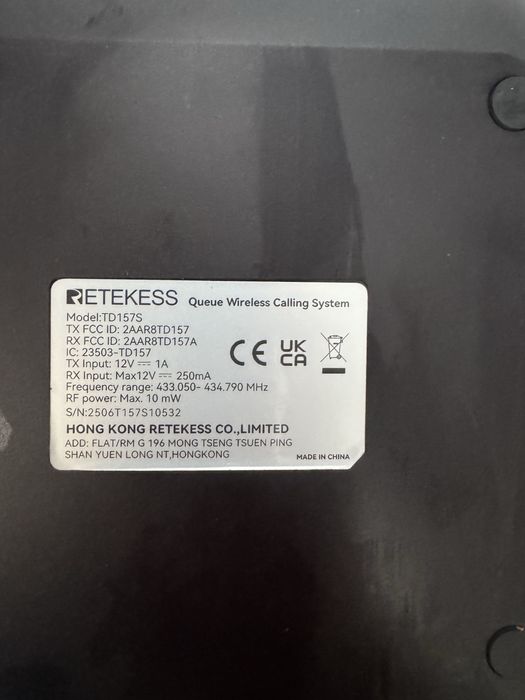 RETEKESS Queue Wireless Calling System
Model:TD157S
TX FCC ID: 2AAR8TD157
RX FCC ID: 2AAR8TD157A
IC: 23503-TD157
TX Input: 12V ⎓ 1A
RX Input: Max12V ⎓ 250mA
Frequency range: 433.050- 434.790 MHz
RF power: Max. 10 mW
S/N:2506T157S10532
CE UK CA
HONG KONG RETEKESS CO.,LIMITED
ADD: FLAT/RM G 196 MONG TSENG TSUEN PING
SHAN YUEN LONG NT,HONGKONG
MADE IN CHINA